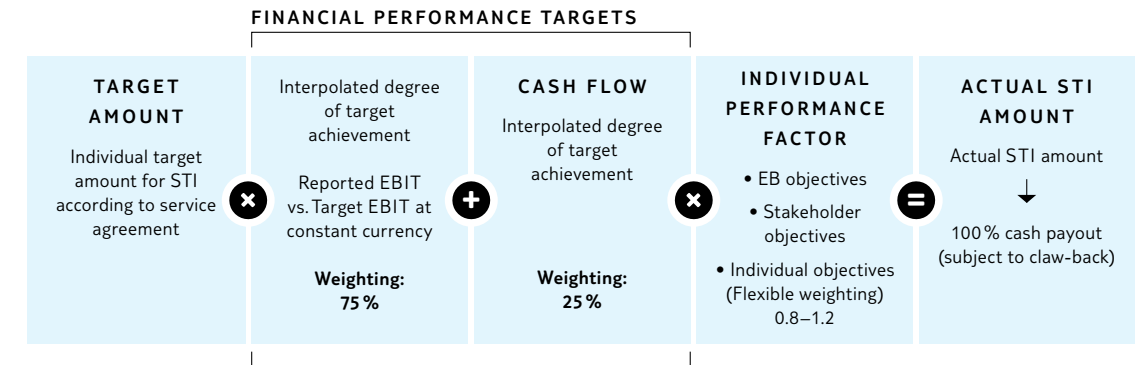 FINANCIAL PERFORMANCE TARGETS
TARGET
AMOUNT
Individual target
amount for STI
according to service
agreement
×
Interpolated degree
of target
achievement
Reported EBIT
vs. Target EBIT at
constant currency
Weighting:
75 %
+
CASH FLOW
Interpolated degree
of target
achievement
Weighting:
25 %
×
INDIVIDUAL
PERFORMANCE
FACTOR
• EB objectives
• Stakeholder
objectives
• Individual objectives
(Flexible weighting)
0.8–1.2
=
ACTUAL STI
AMOUNT
Actual STI amount
↓
100 % cash payout
(subject to claw-back)